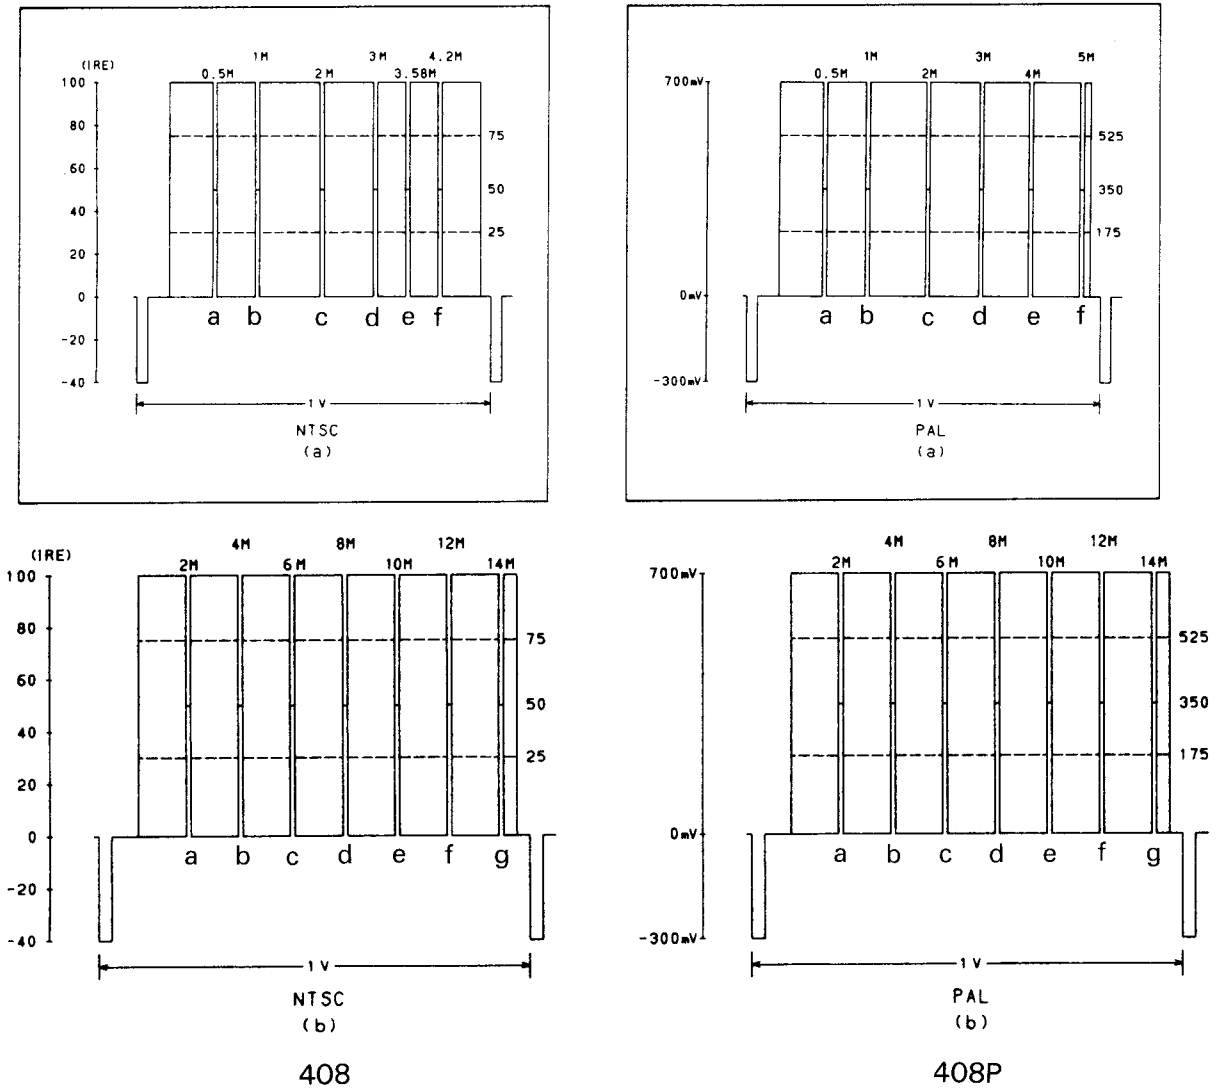 (IRE)
1M
3M
4.2M
0.5M
2M
3.58M
100
80
60
40
20
0
-20
-40
75
50
25
a b c d e f
1V
NTSC
(a)
1M
3M
5M
0.5M
2M
4M
700mV
0mV
-300mV
525
350
175
a b c d e f
1V
PAL
(a)
(IRE)
4M
8M
12M
2M
6M
10M
14M
100
80
60
40
20
0
-20
-40
75
50
25
a b c d e f g
1V
NTSC
(b)
408
4M
8M
12M
2M
6M
10M
14M
700mV
0mV
-300mV
525
350
175
a b c d e f g
1V
PAL
(b)
408P